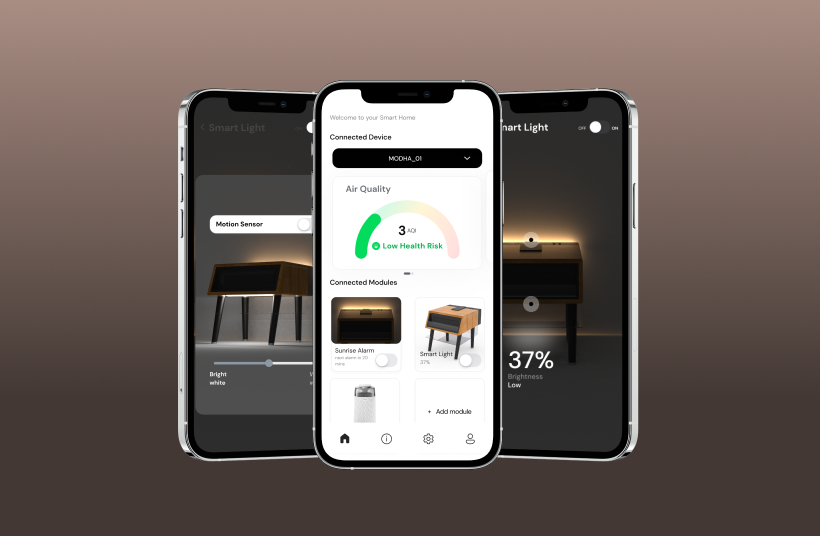 Smart Light
Motion Sensor
Bright
white
Welcome to your Smart Home
Connected Device
MODHA_01
Air Quality
3 AQI
Low Health Risk
Connected Modules
Sunrise Alarm
next alarm in 20
mins
Smart Light
37%
+ Add module
mart Light
OFF
ON
37%
Brightness
Low